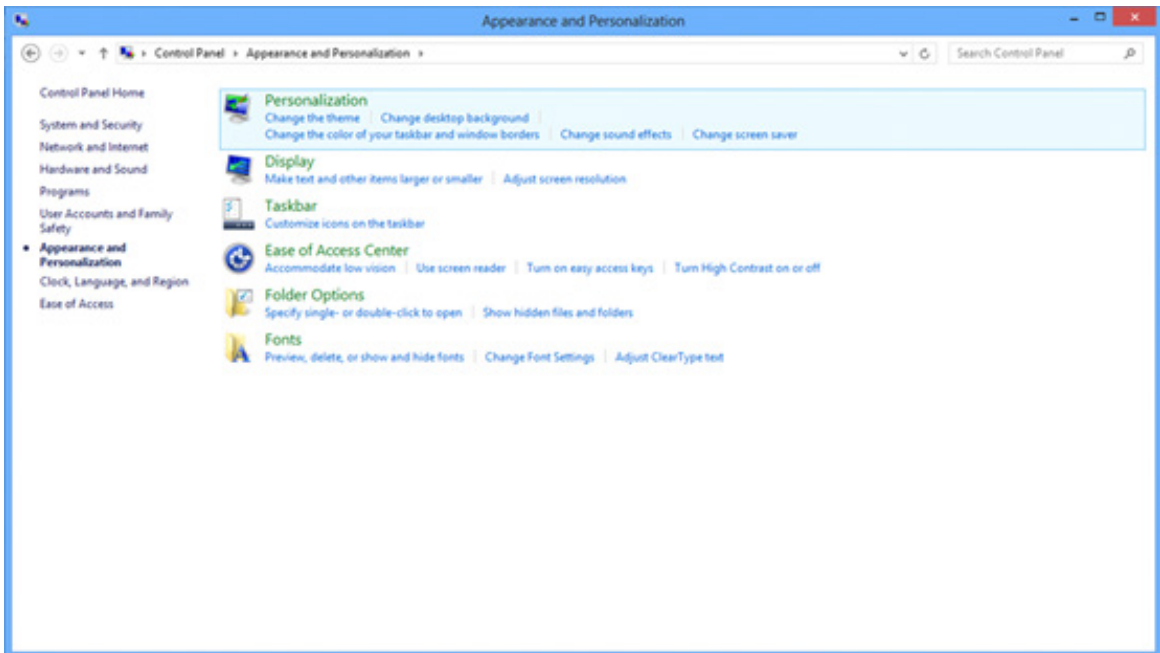 Appearance and Personalization
Control Panel Appearance and Personalization
Search Control Panel
Control Panel Home
System and Security
Network and Internet
Hardware and Sound
Programs
User Accounts and Family
Safety
Appearance and
Personalization
Clock, Language, and Region
Ease of Access
Personalization
Change the theme Change desktop background
Change the color of your taskbar and window borders Change sound effects Change screen saver
Display
Make text and other items larger or smaller Adjust screen resolution
Taskbar
Customize icons on the taskbar
Ease of Access Center
Accommodate low vision Use screen reader Turn on easy access keys Turn High Contrast on or off
Folder Options
Specify single- or double-click to open Show hidden files and folders
Fonts
Preview, delete, or show and hide fonts Change Font Settings Adjust ClearType text